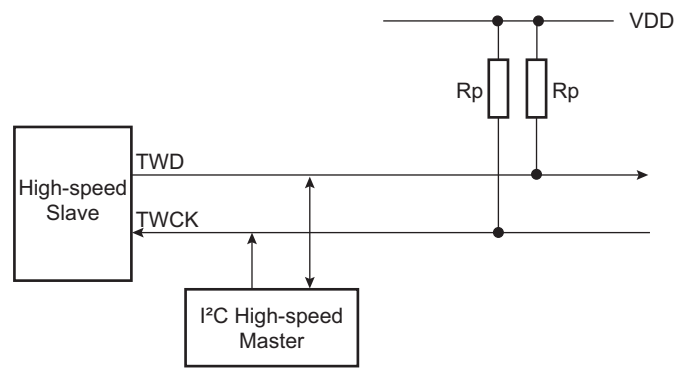 VDD
Rp
Rp
TWD
High-speed
Slave
TWCK
I²C High-speed
Master